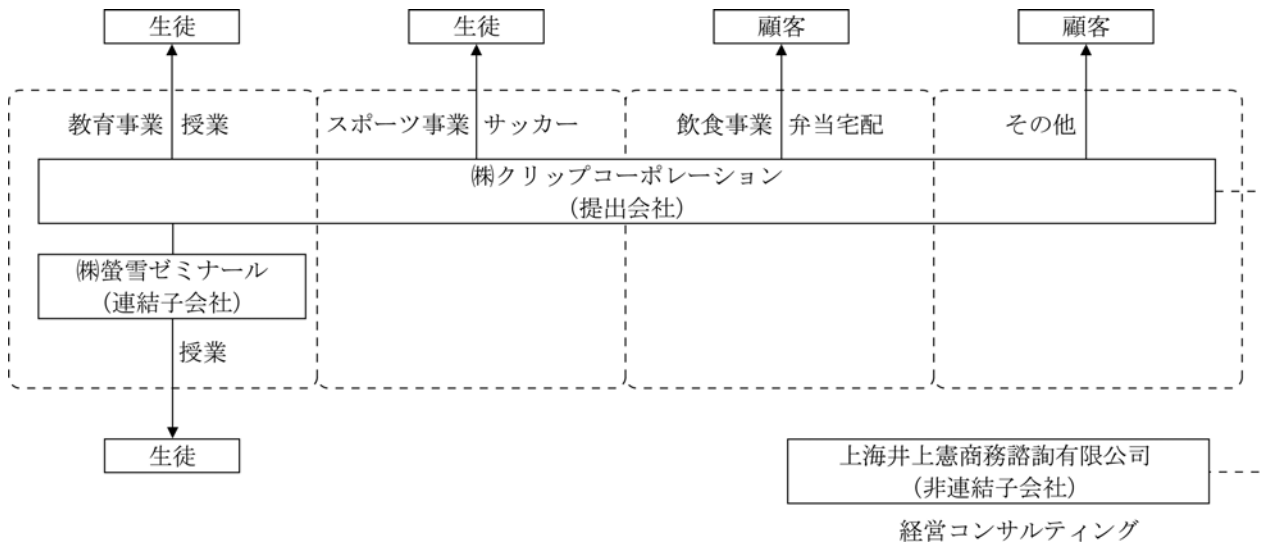 生徒
生徒
顧客
顧客
教育事業 授業
スポーツ事業 サッカー
飲食事業 弁当宅配
その他
㈱クリップコーポレーション
(提出会社)
㈱螢雪ゼミナール
(連結子会社)
授業
生徒
上海井上憲商務諮詢有限公司
(非連結子会社)
経営コンサルティング